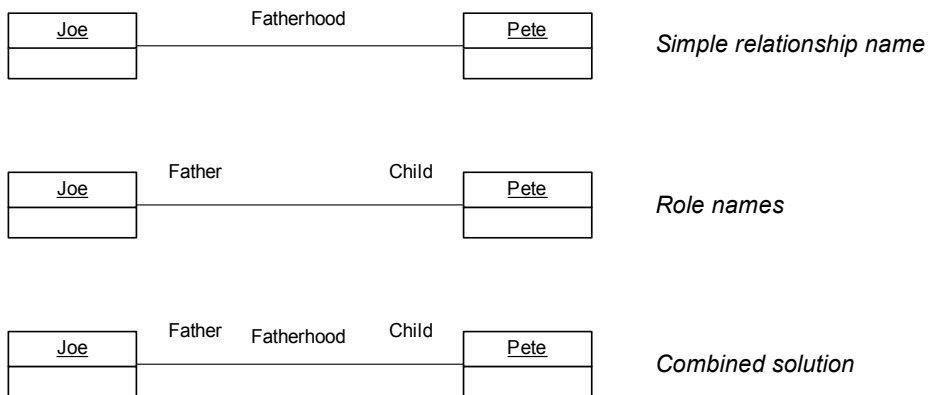 Joe Fatherhood Pete Simple relationship name
Joe Father Child Pete Role names
Joe Father Fatherhood Child Pete Combined solution